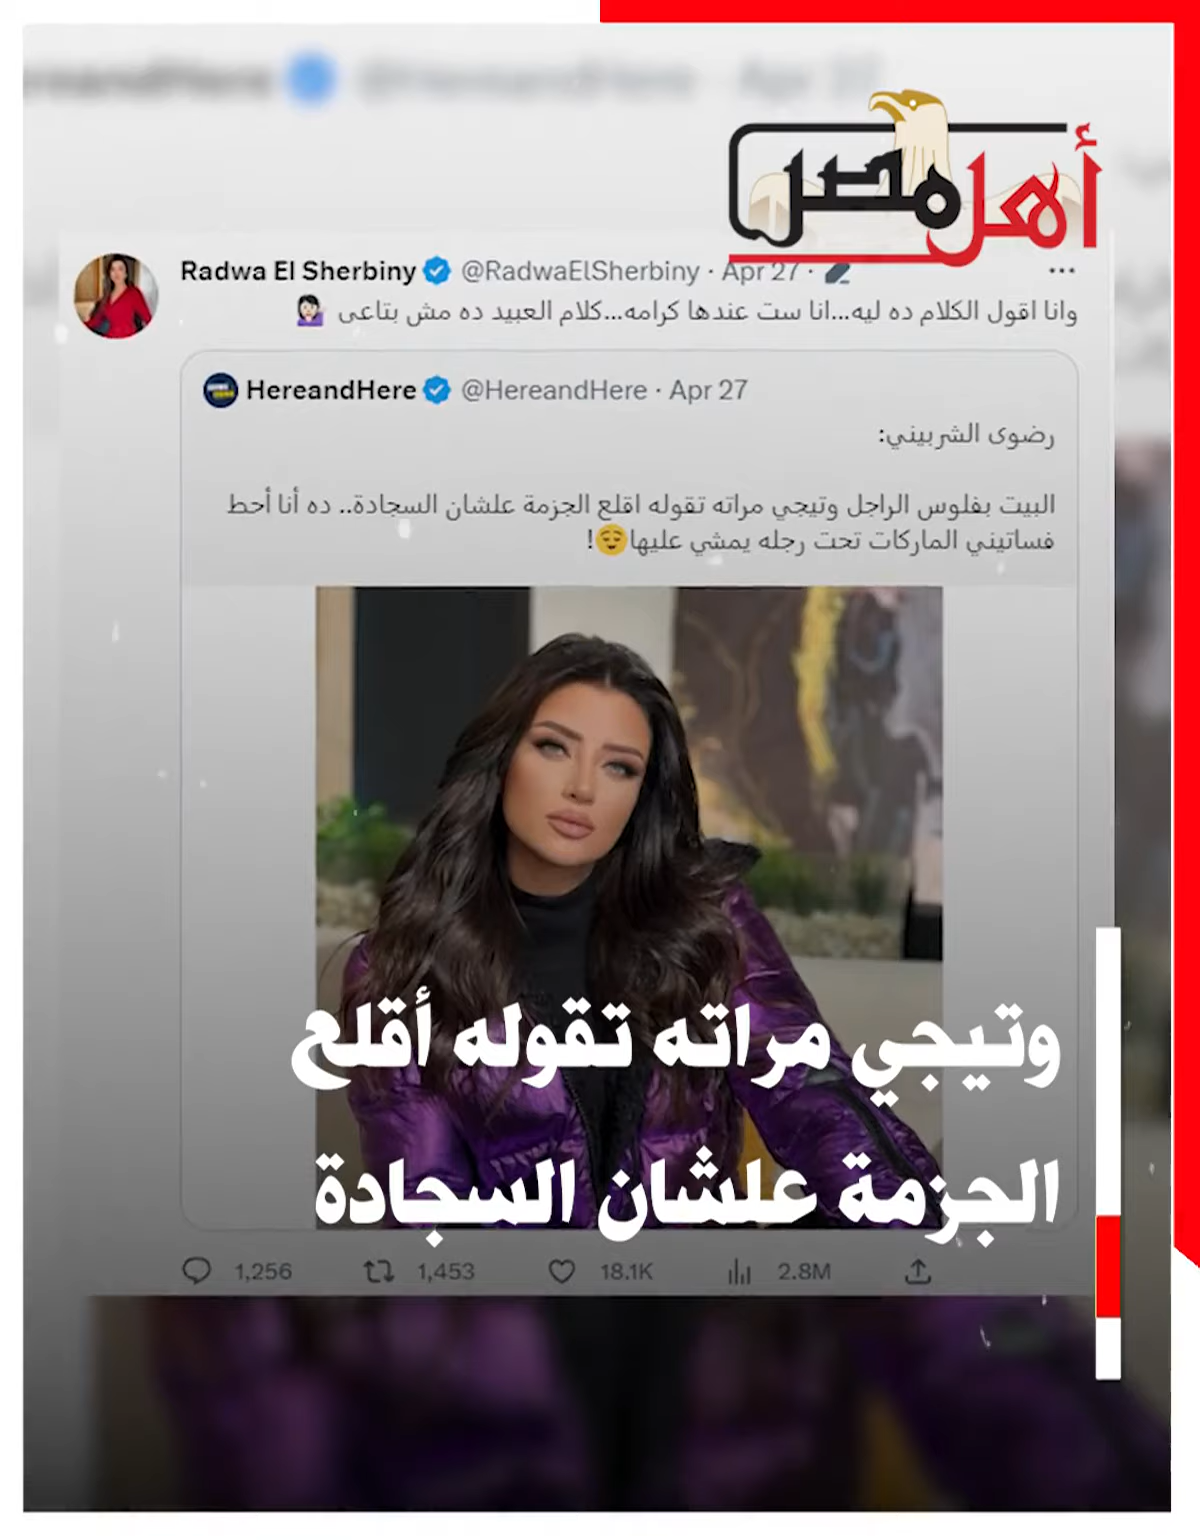 أهل مصر
Radwa El Sherbiny @RadwaElSherbiny · Apr 27 ·
وانا اقول الكلام ده ليه...انا ست عندها كرامه...كلام العبيد ده مش بتاعى 🤷🏻‍♀️
HereandHere @HereandHere · Apr 27
رضوى الشربيني:
البيت بفلوس الراجل وتيجي مراته تقوله اقلع الجزمة علشان السجادة.. ده أنا أحط
فساتيني الماركات تحت رجله يمشي عليها😌!
وتيجي مراته تقوله أقلع
الجزمة علشان السجادة
1,256 1,453 18.1K 2.8M